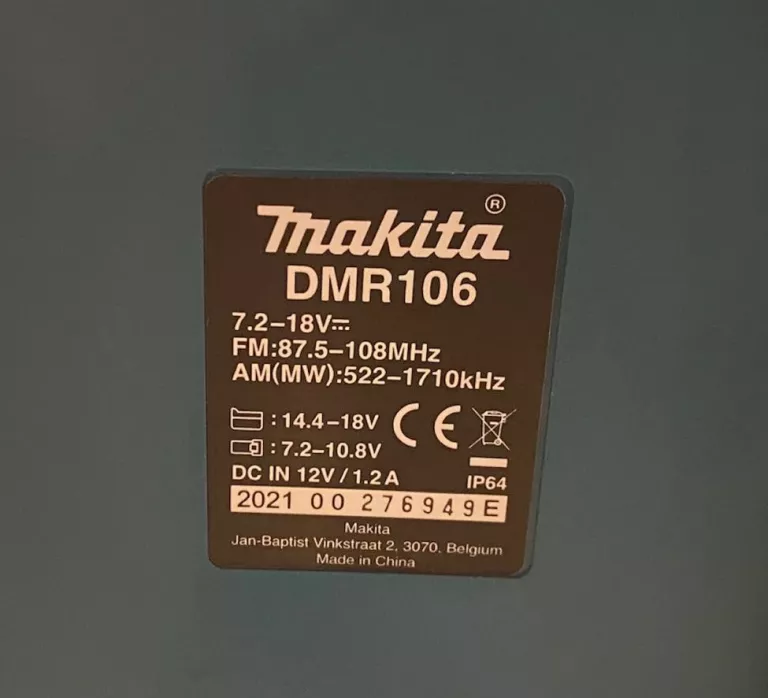 makita®
DMR106
7.2–18V⎓
FM:87.5–108MHz
AM(MW):522–1710kHz
: 14.4–18V
: 7.2–10.8V
CE
DC IN 12V / 1.2 A
IP64
2021 00 276949E
Makita
Jan-Baptist Vinkstraat 2, 3070, Belgium
Made in China